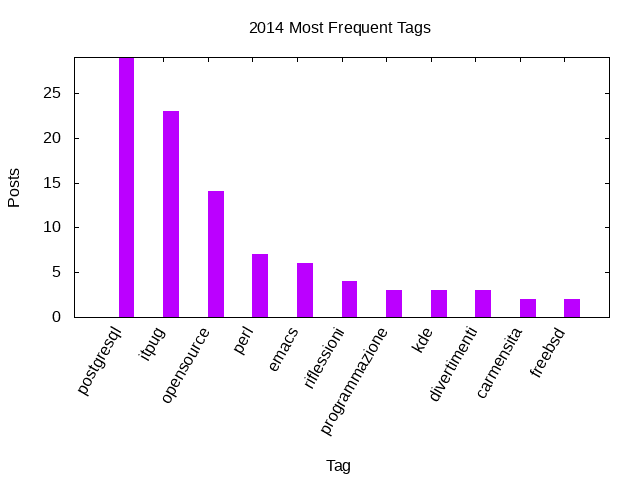 2014 Most Frequent Tags
Posts
25
20
15
10
5
0
postgresql
itpug
opensource
perl
emacs
riflessioni
programmazione
kde
divertimenti
carmensita
freebsd
Tag